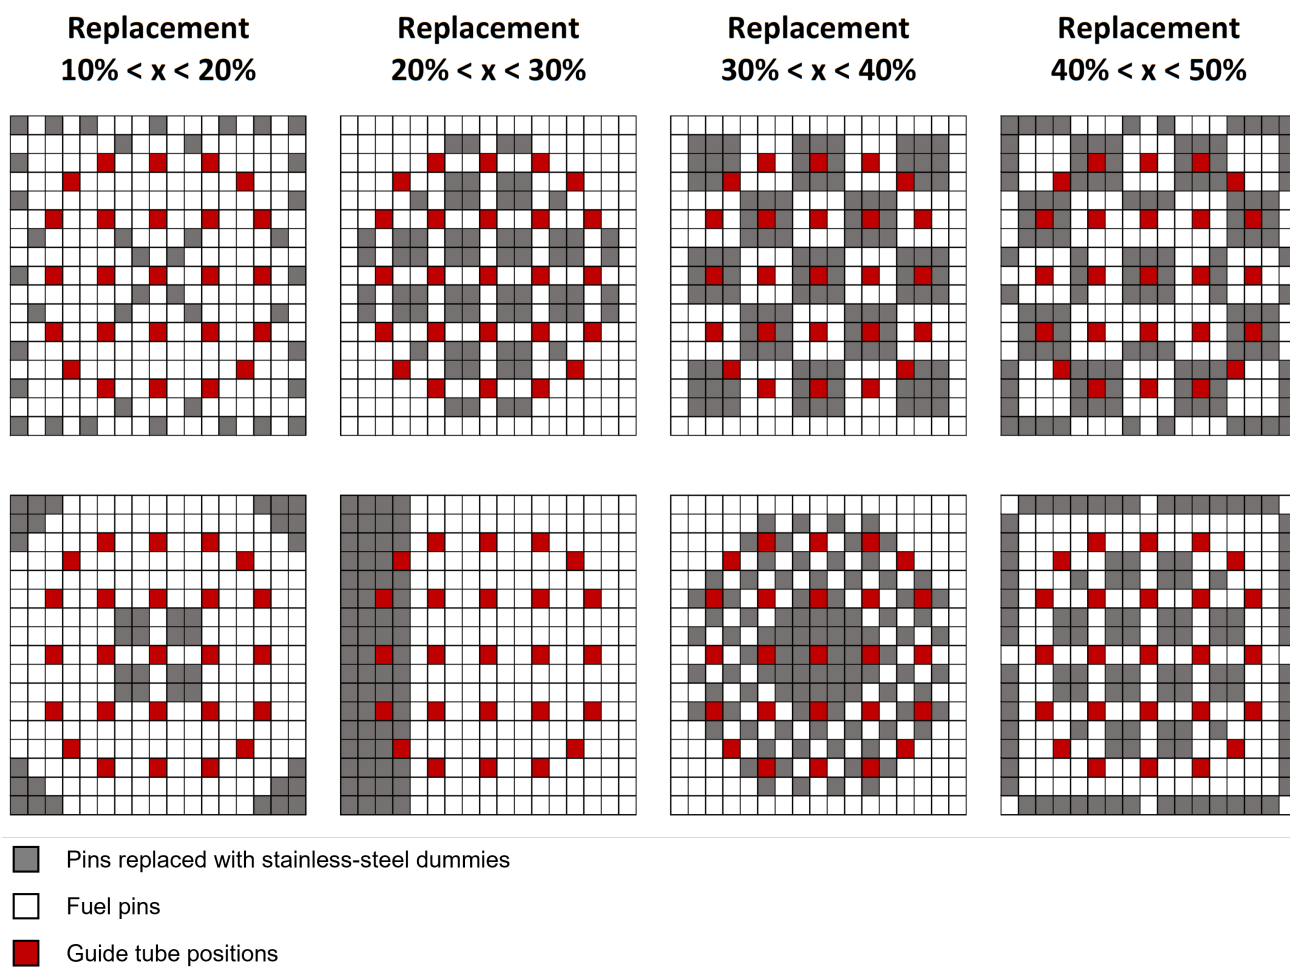 Replacement
10% < x < 20%
Replacement
20% < x < 30%
Replacement
30% < x < 40%
Replacement
40% < x < 50%
Pins replaced with stainless-steel dummies
Fuel pins
Guide tube positions